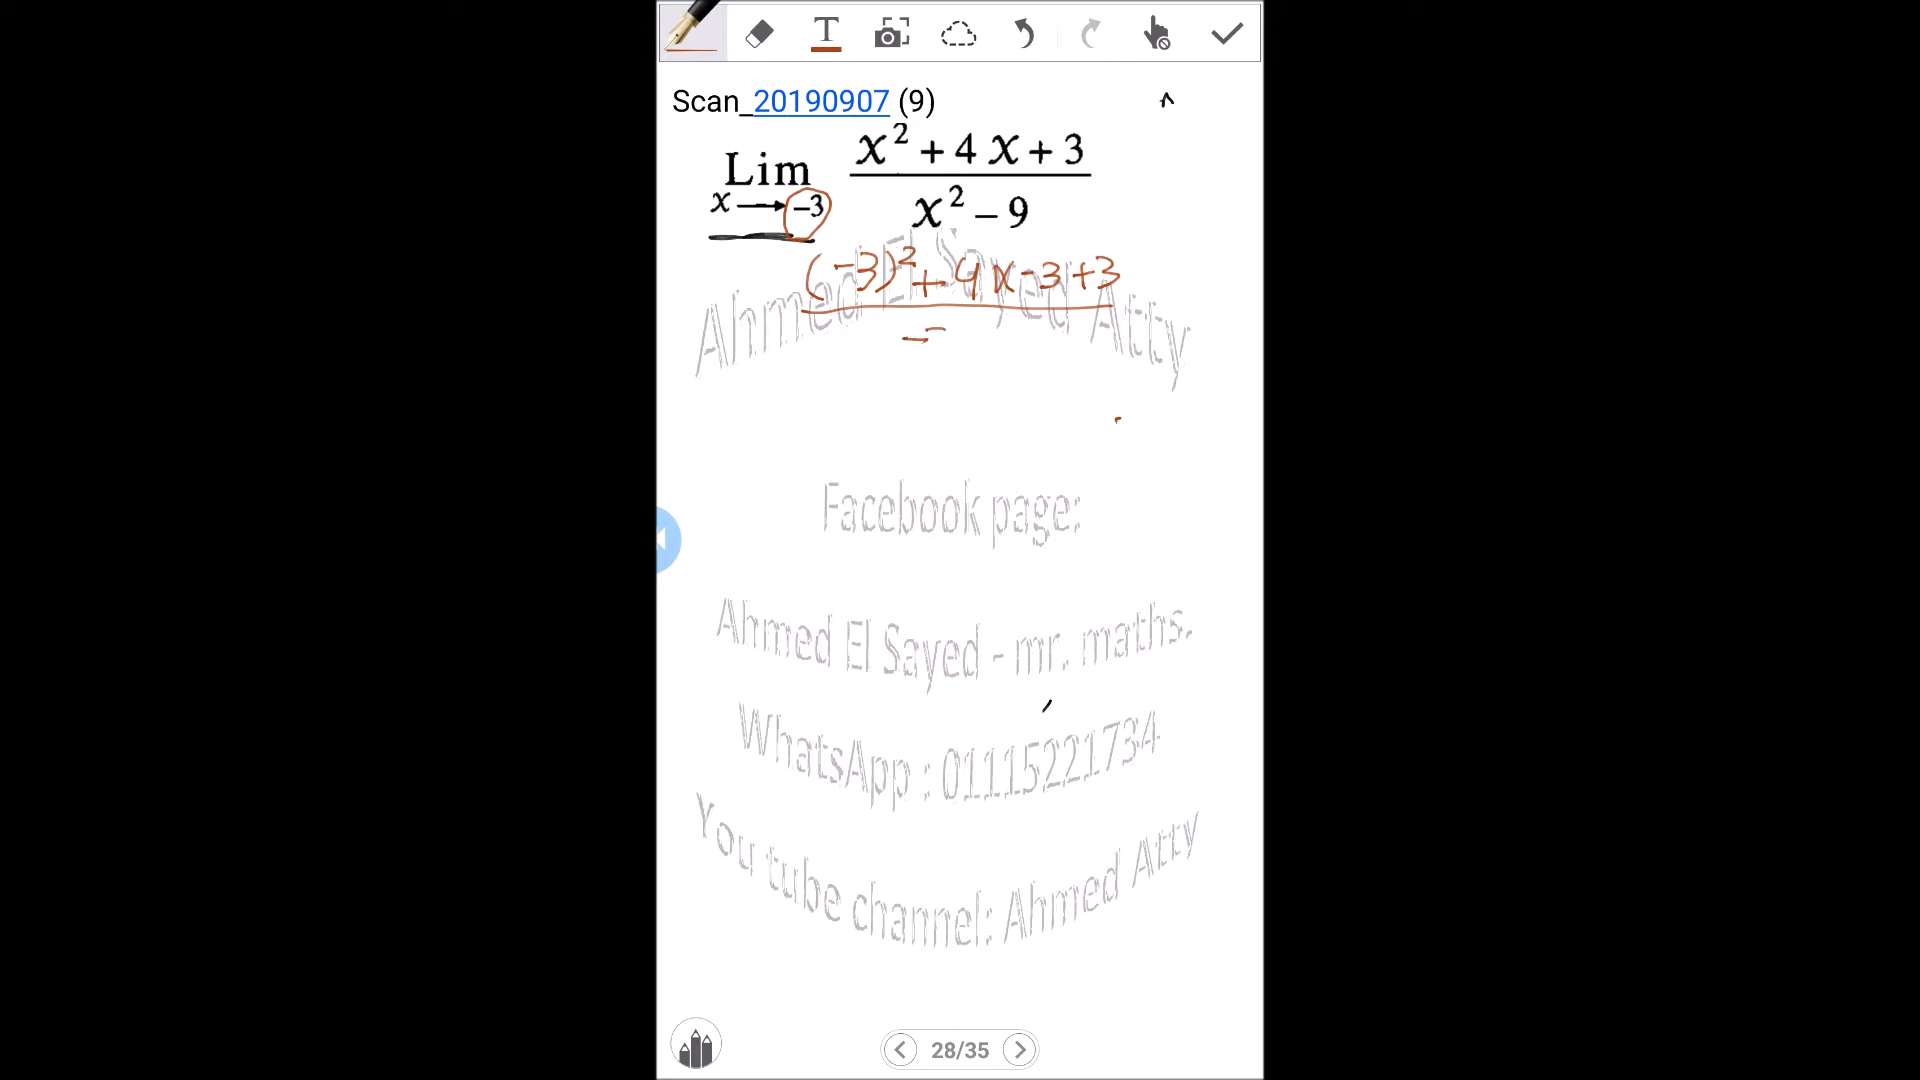 T
Scan_20190907 (9)
Lim x → -3 (x² + 4x + 3) / (x² - 9)
(-3)² + 4 x -3 + 3
Ahmed El Sayed Atty
Facebook page:
Ahmed El Sayed - mr. maths.
WhatsApp : 01115221734
You tube channel: Ahmed Atty
28/35